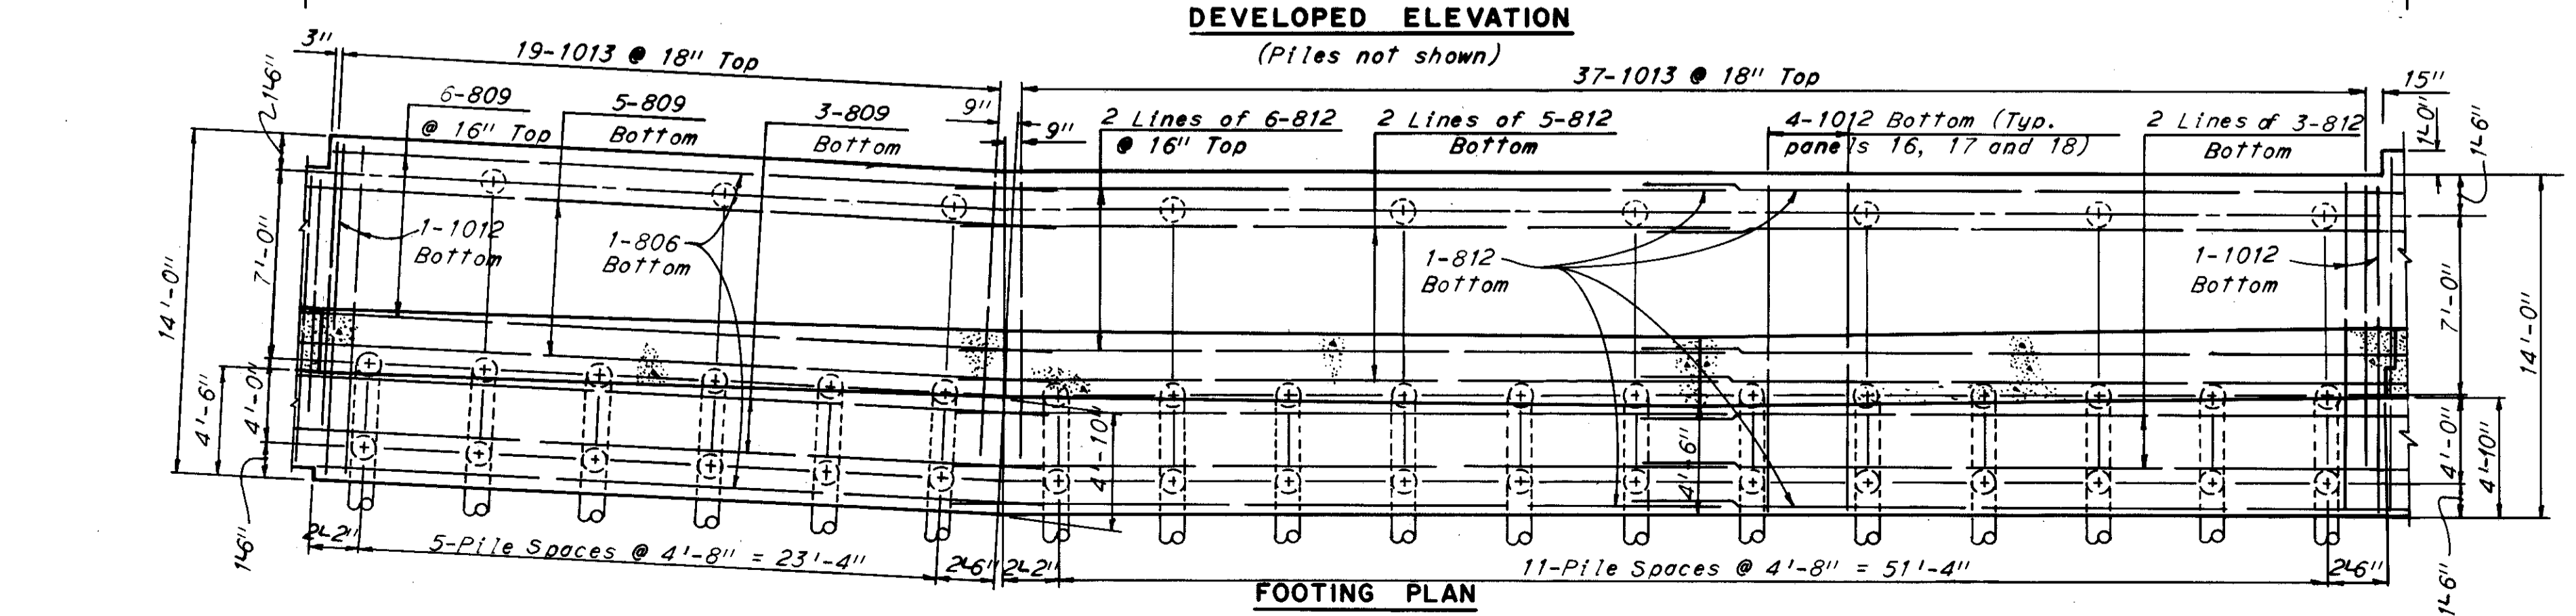 DEVELOPED ELEVATION
(Piles not shown)
3"
19-1013 @ 18" Top
37-1013 @ 18" Top
15"
1'-6"
6-809
@ 16" Top
5-809
Bottom
3-809
Bottom
9"
9"
2 Lines of 6-812
@ 16" Top
2 Lines of 5-812
Bottom
4-1012 Bottom (Typ.
panels 16, 17 and 18)
2 Lines of 3-812
Bottom
1'-0"
1'-6"
1-1012
Bottom
1-806
Bottom
1-812
Bottom
1-1012
Bottom
14'-0"
7'-0"
4'-6"
4'-0"
1'-6"
4'-10"
4'-6"
7'-0"
14'-0"
4'-0"
4'-10"
1'-6"
2'-2"
5-Pile Spaces @ 4'-8" = 23'-4"
2'-6"
2'-2"
11-Pile Spaces @ 4'-8" = 51'-4"
2'-6"
FOOTING PLAN